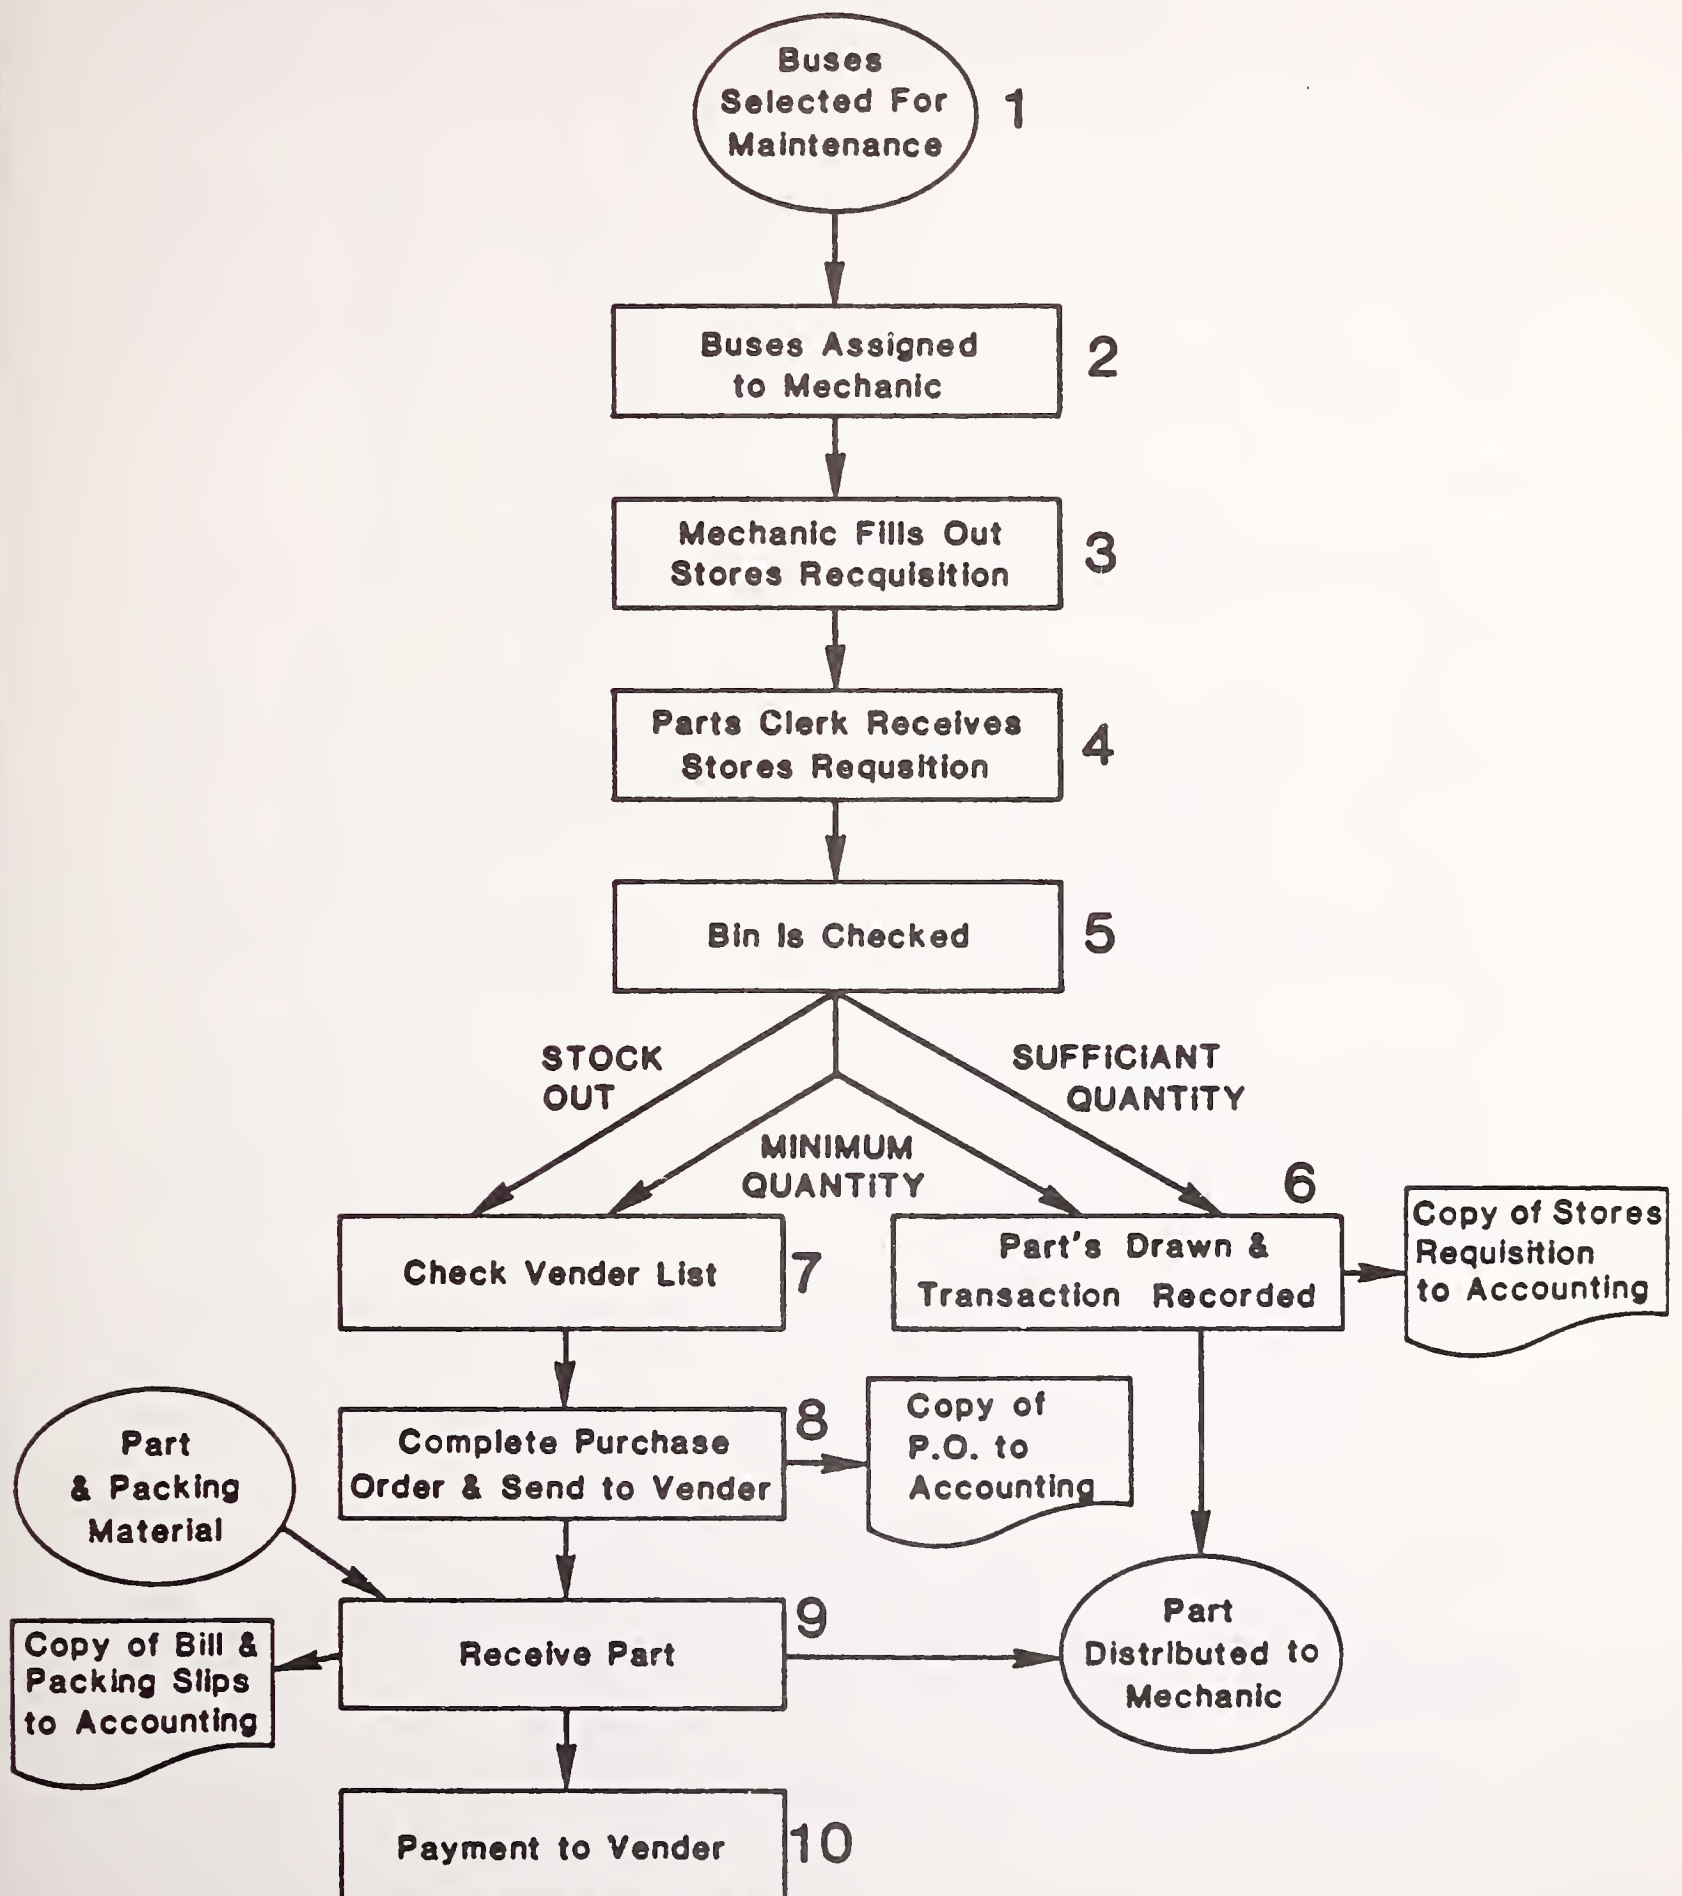 Buses
Selected For
Maintenance
1
Buses Assigned
to Mechanic
2
Mechanic Fills Out
Stores Recquisition
3
Parts Clerk Receives
Stores Requsition
4
Bin Is Checked
5
STOCK
OUT
SUFFICIANT
QUANTITY
MINIMUM
QUANTITY
6
Part's Drawn &
Transaction Recorded
Copy of Stores
Requisition
to Accounting
Check Vender List
7
Complete Purchase
Order & Send to Vender
8
Copy of
P.O. to
Accounting
Part
& Packing
Material
Receive Part
9
Copy of Bill &
Packing Slips
to Accounting
Part
Distributed to
Mechanic
Payment to Vender
10